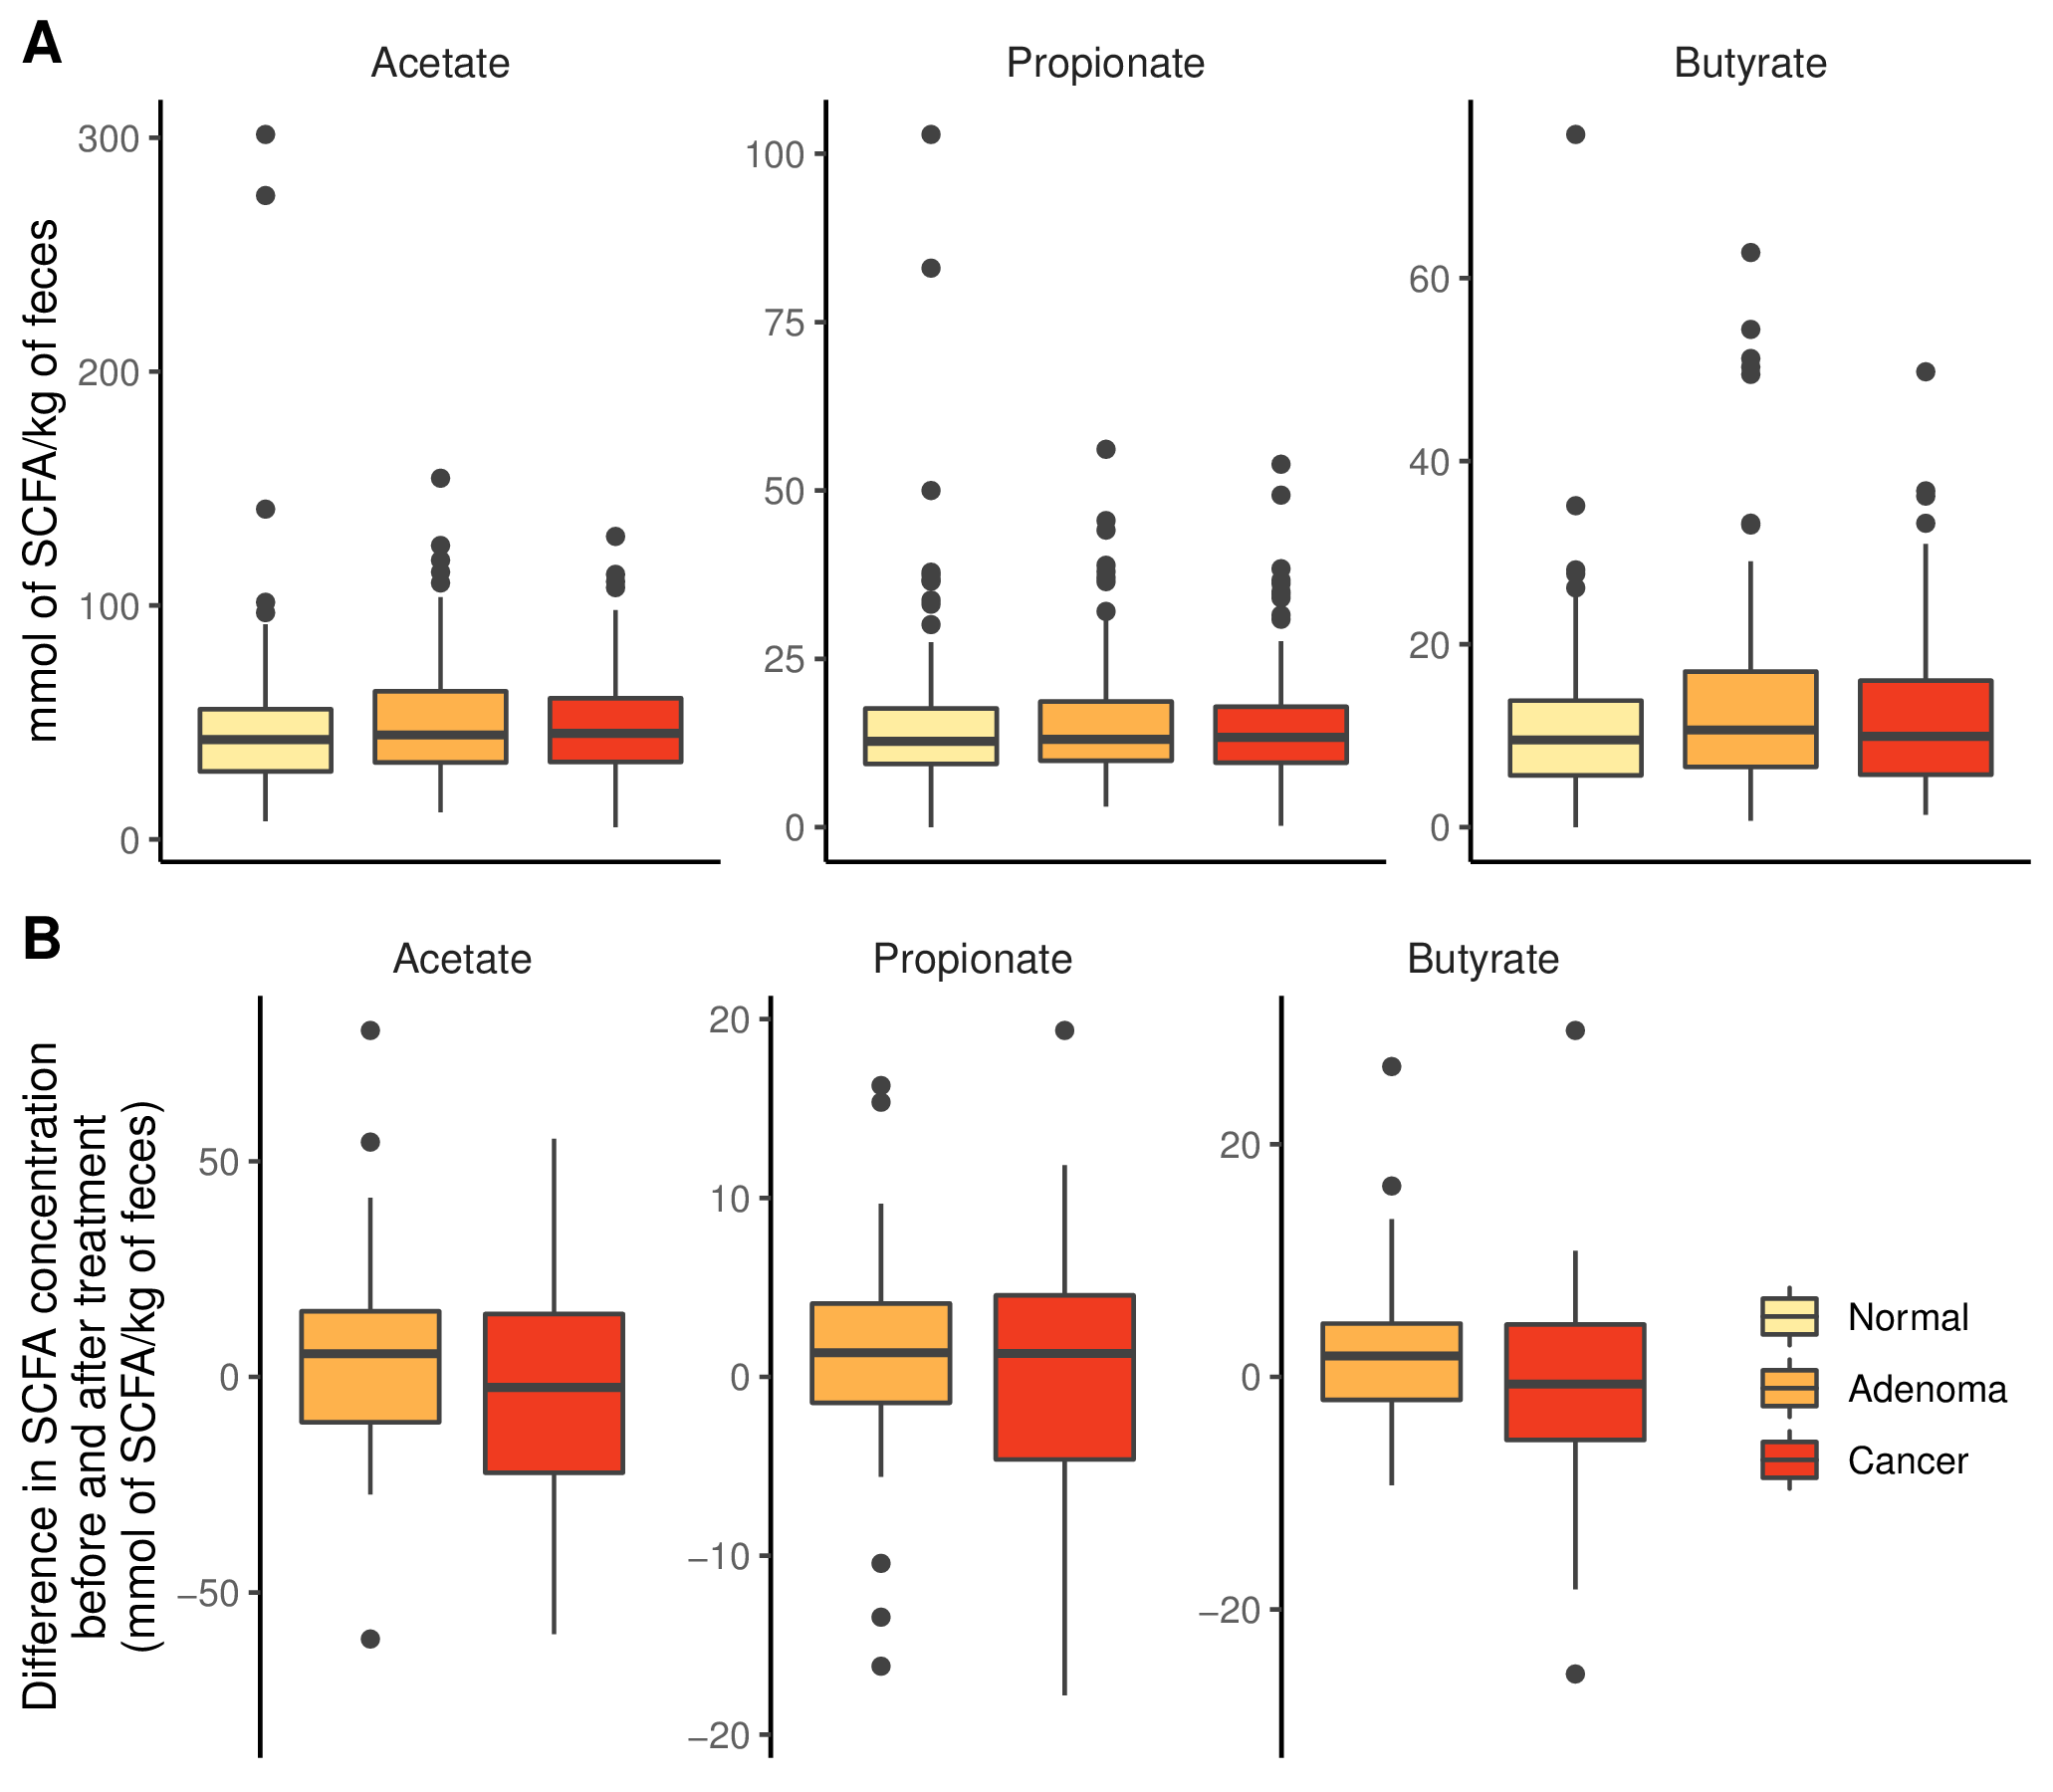 A
Acetate
Propionate
Butyrate
mmol of SCFA/kg of feces
300
200
100
0
100
75
50
25
0
60
40
20
0
B
Acetate
Propionate
Butyrate
Difference in SCFA concentration
before and after treatment
(mmol of SCFA/kg of feces)
50
0
−50
20
10
0
−10
−20
20
0
−20
Normal
Adenoma
Cancer